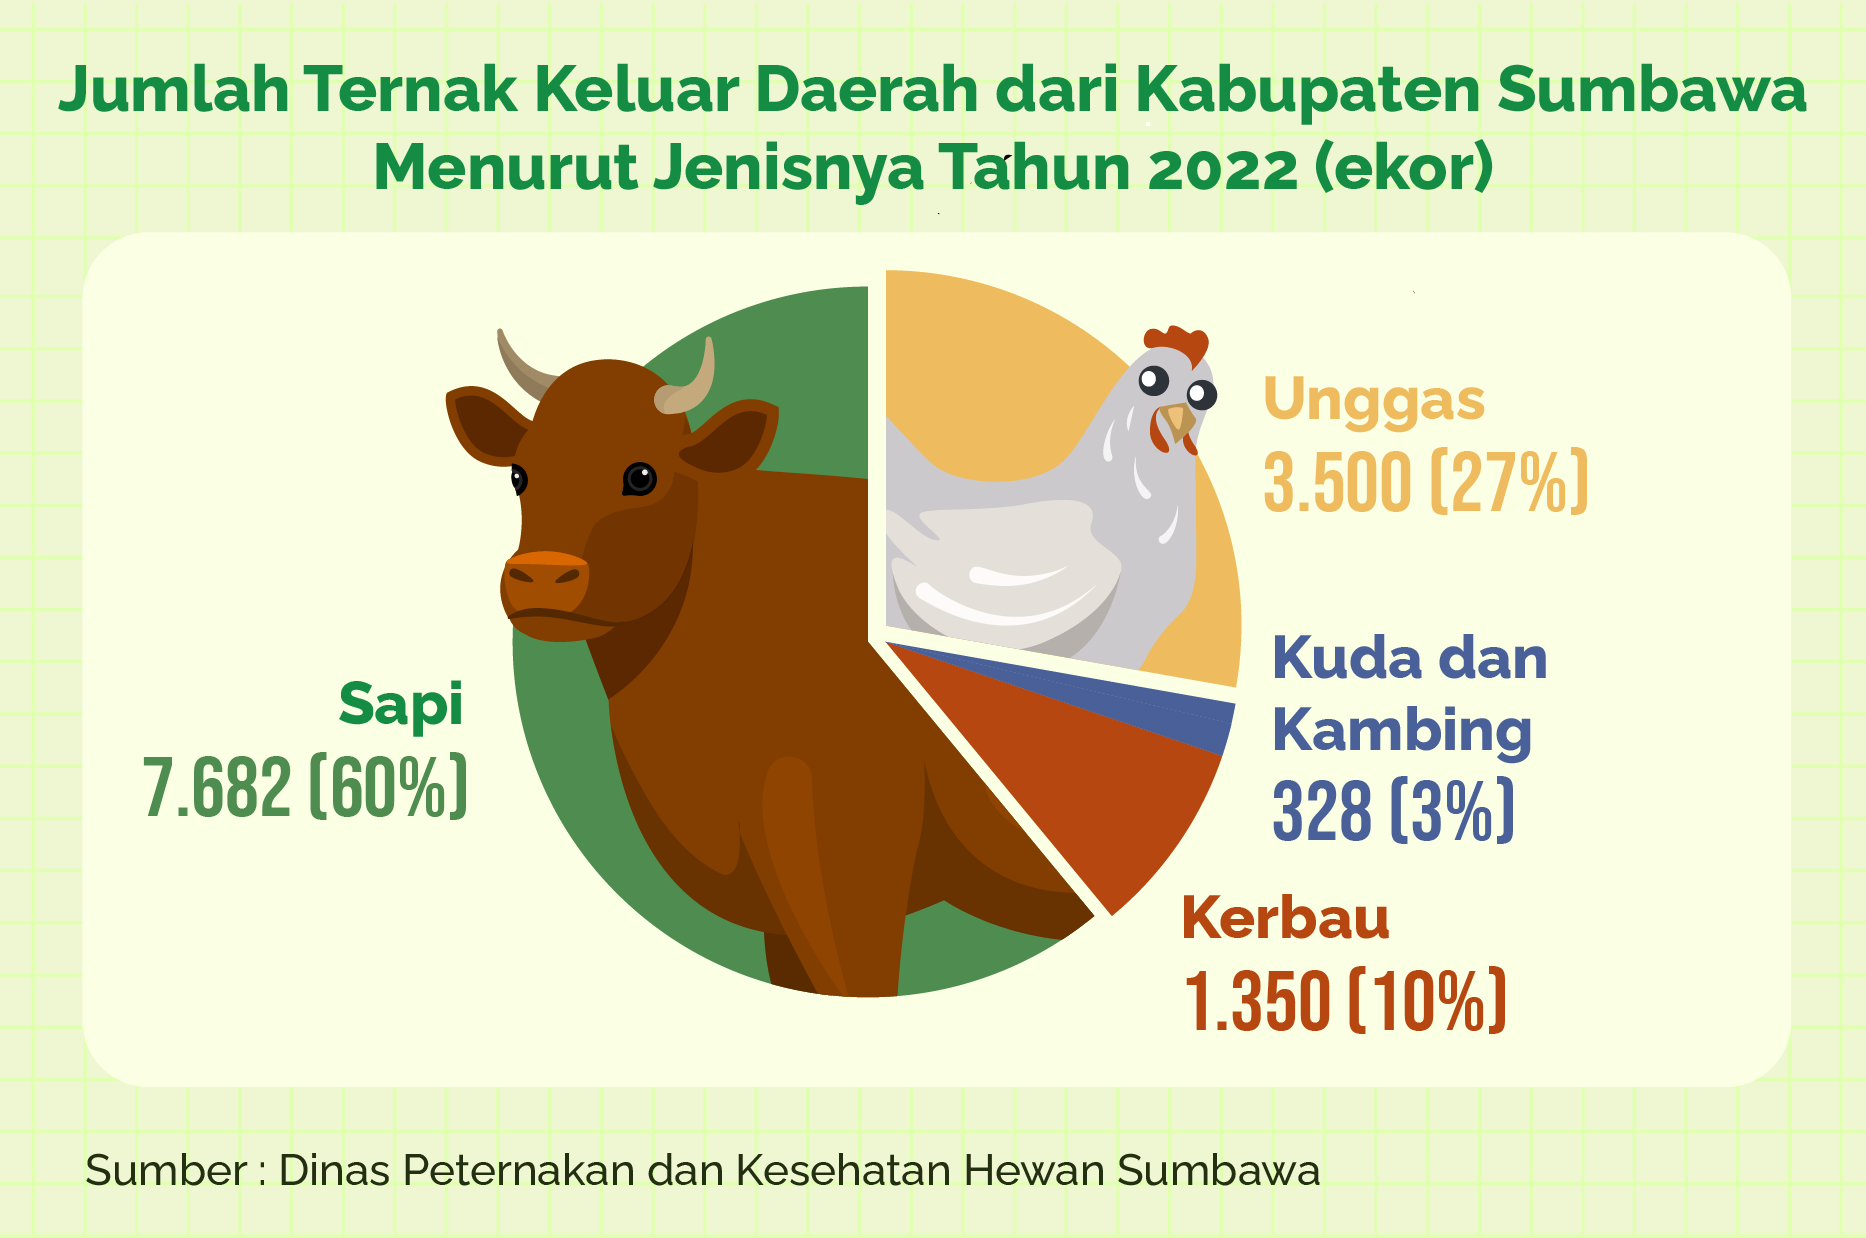 Jumlah Ternak Keluar Daerah dari Kabupaten Sumbawa
Menurut Jenisnya Tahun 2022 (ekor)
Unggas
3.500 (27%)
Kuda dan
Kambing
328 (3%)
Sapi
7.682 (60%)
Kerbau
1.350 (10%)
Sumber : Dinas Peternakan dan Kesehatan Hewan Sumbawa